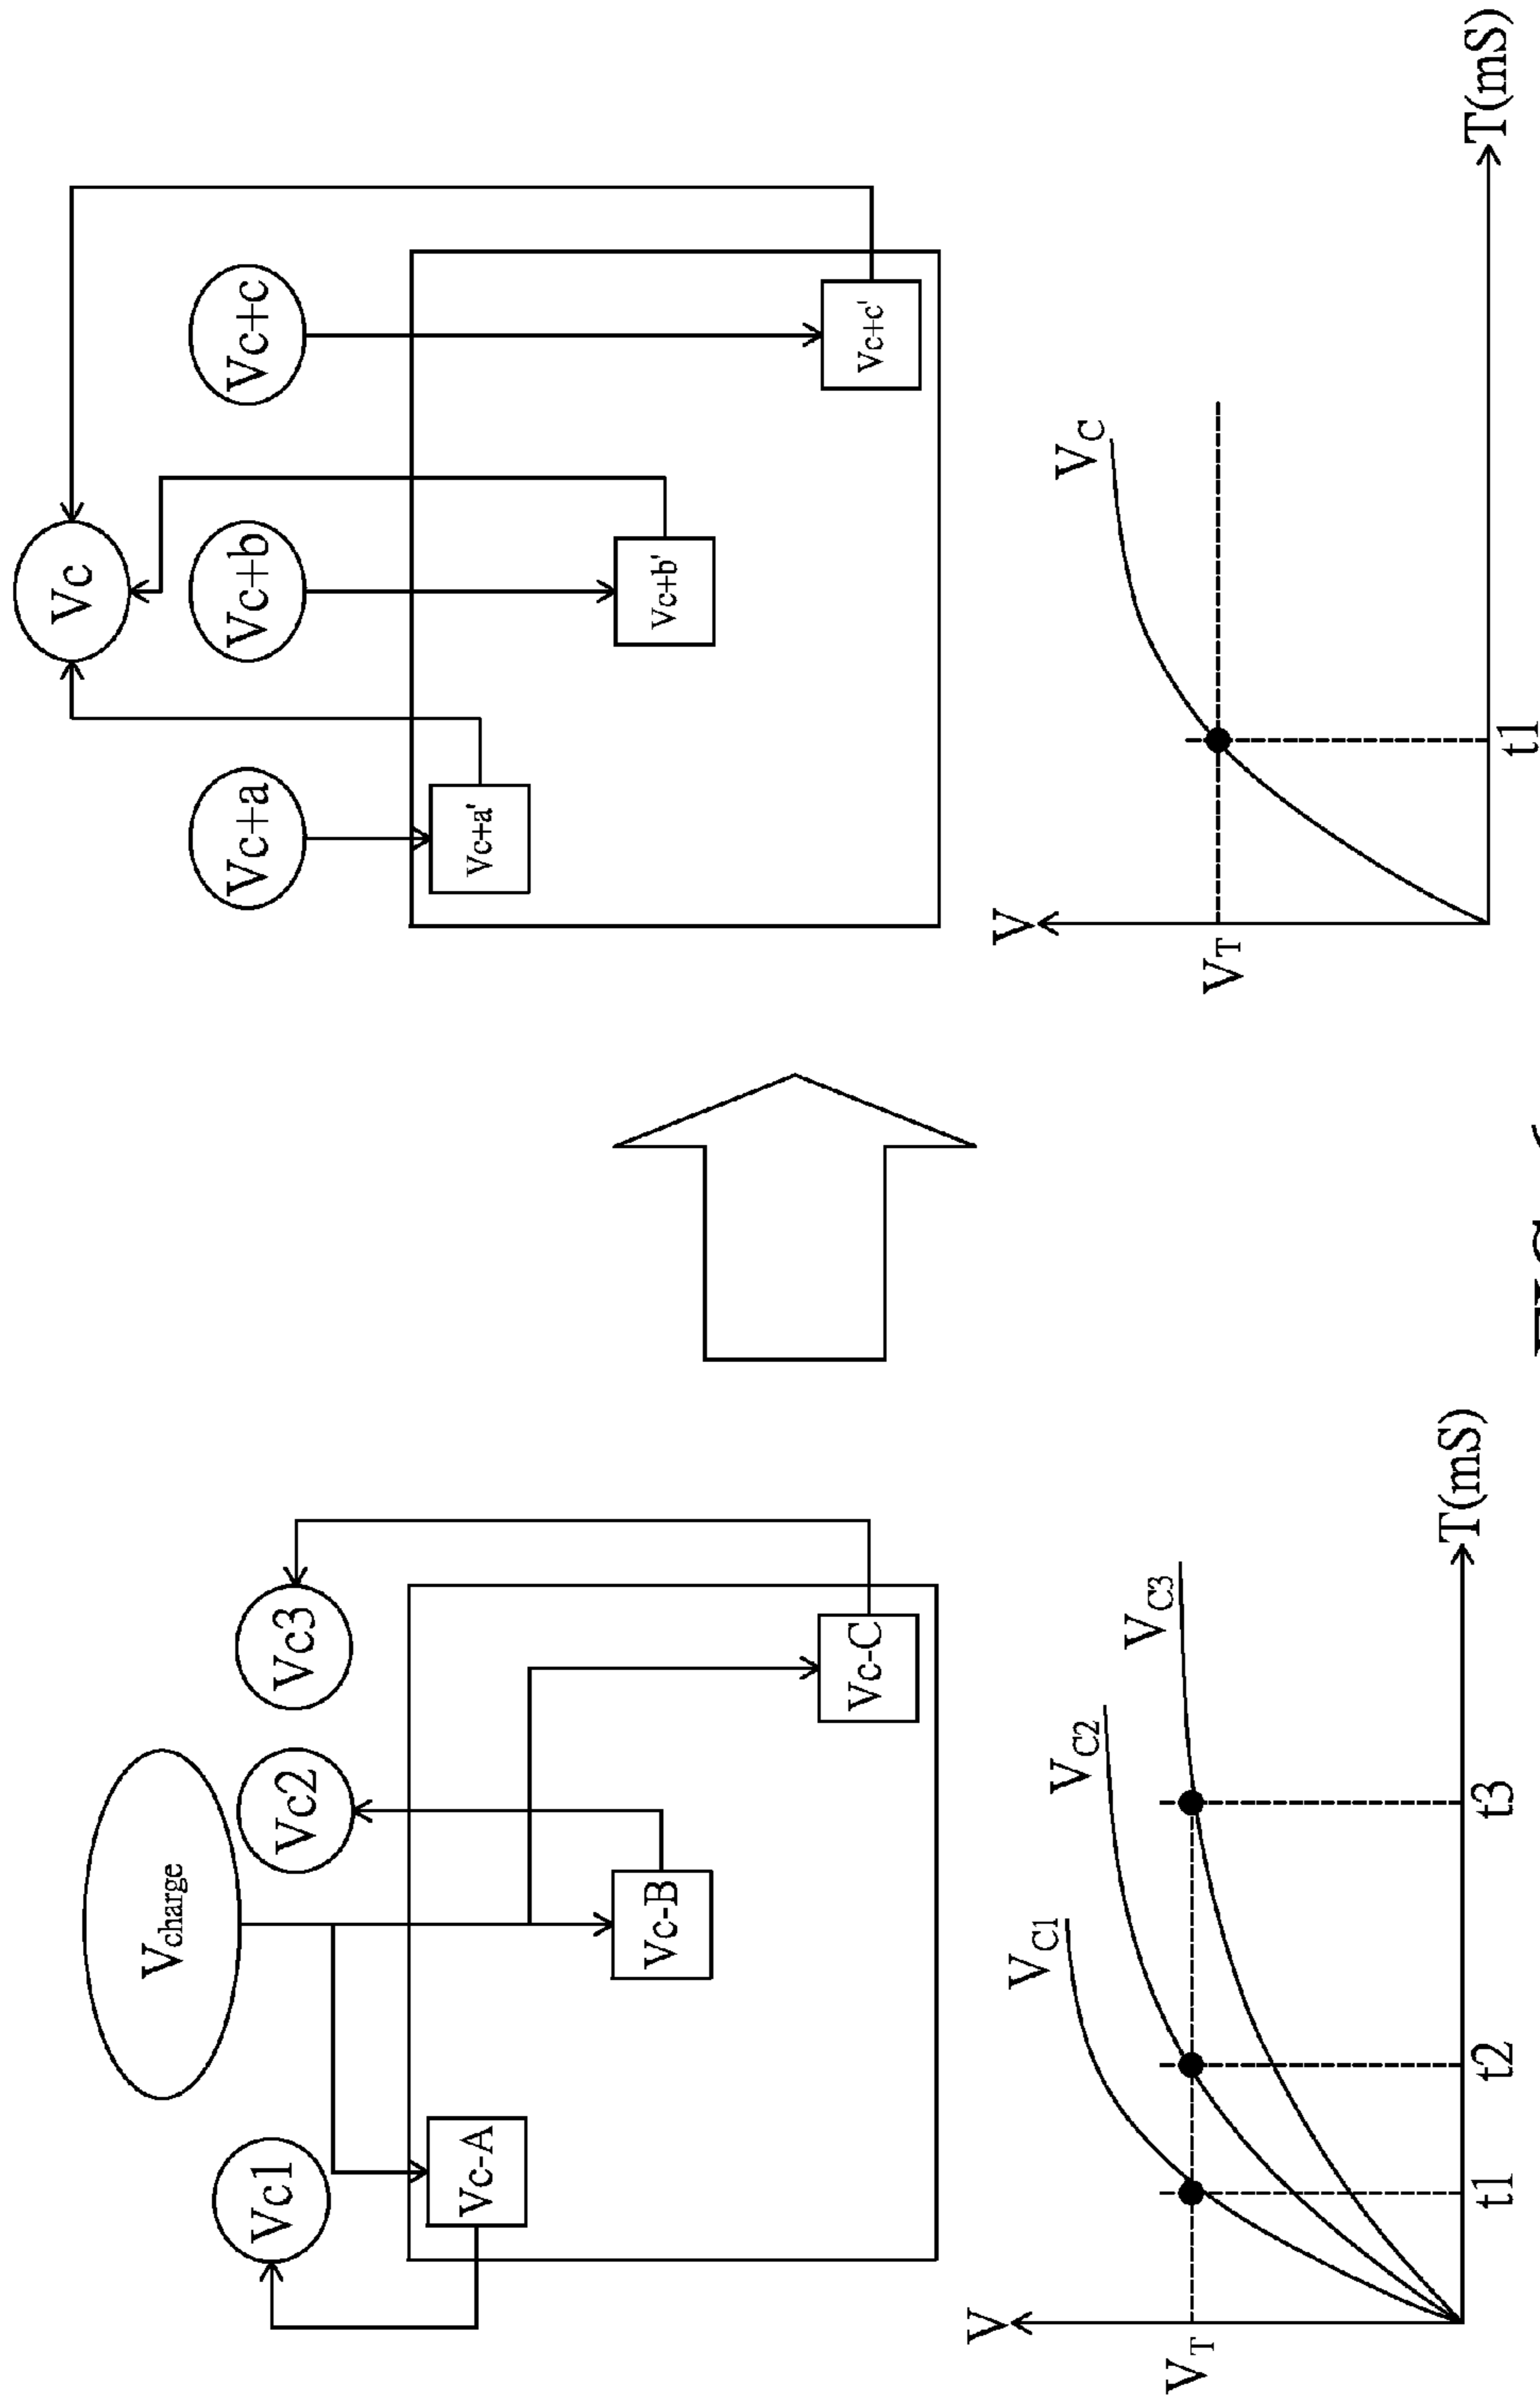 Vcharge
Vc1
Vc2
Vc3
Vc-A
Vc-B
Vc-C
V
VT
VC1
VC2
VC3
t1
t2
t3
T(mS)
Vc
Vc+a
Vc+b
Vc+c
Vc+a'
Vc+b'
Vc+c'
V
VT
VC
t1
T(mS)